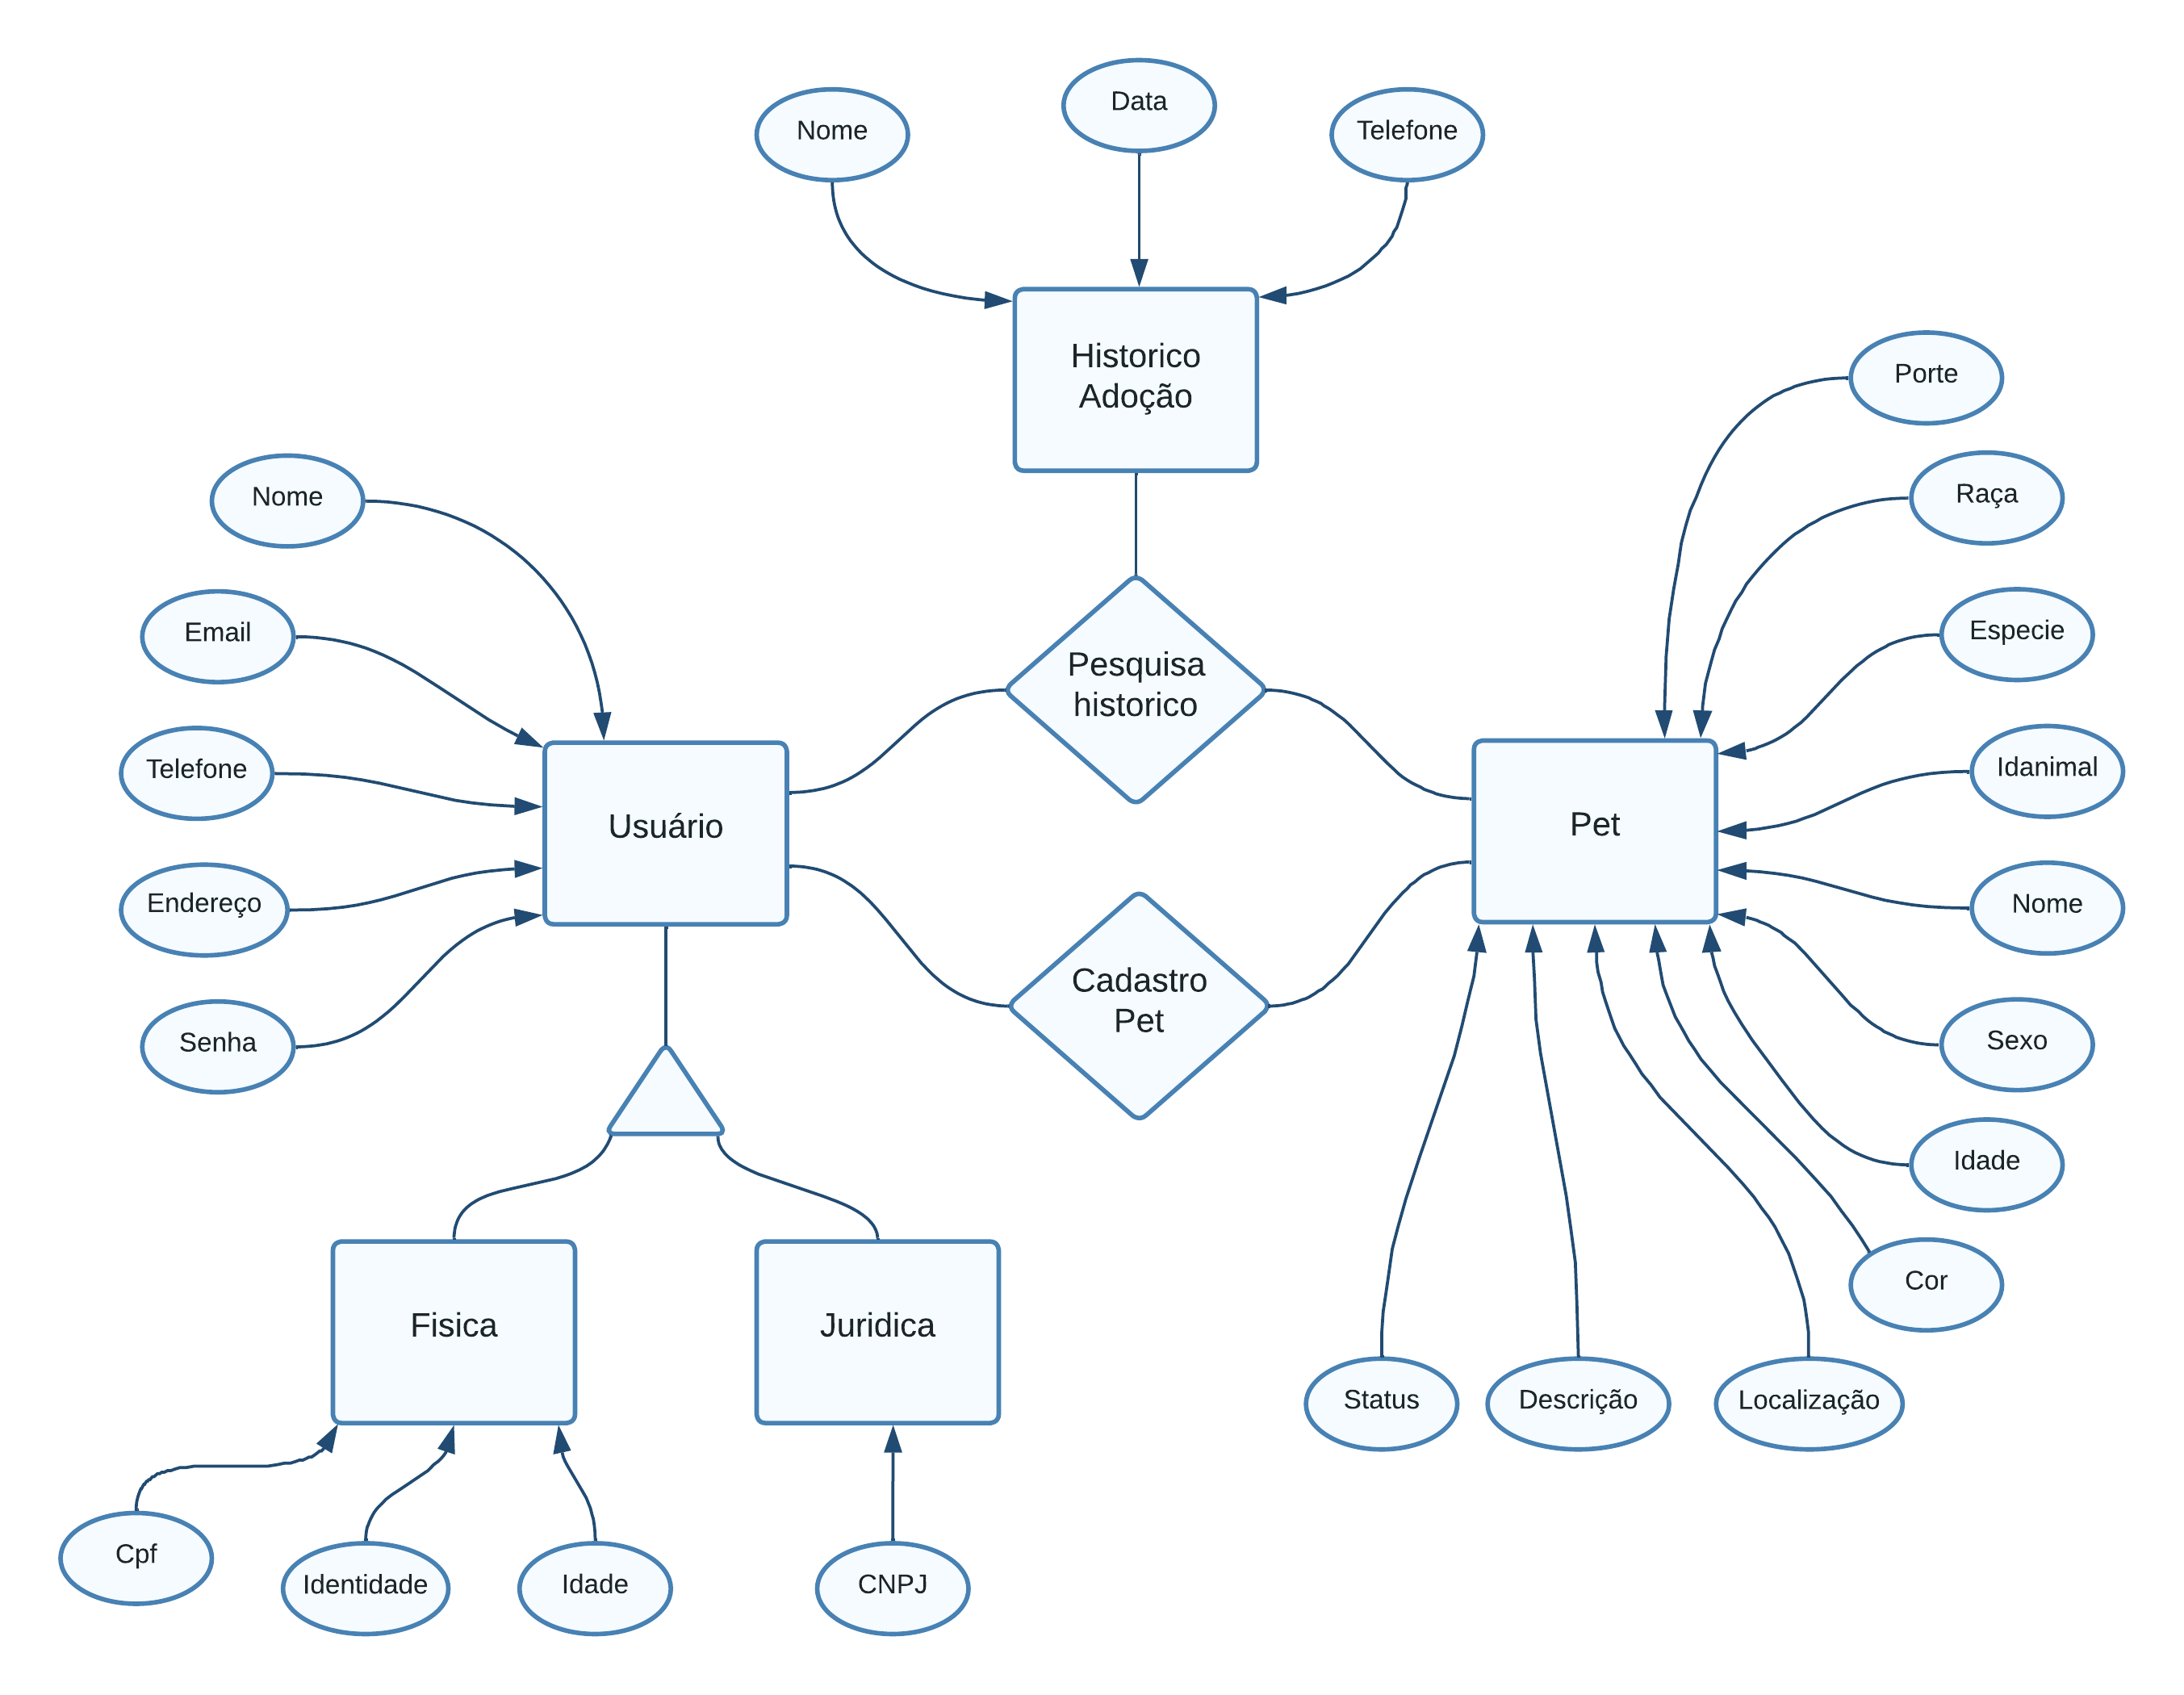 Data
Nome
Telefone
Historico
Adoção
Porte
Raça
Nome
Especie
Email
Pesquisa
historico
Idanimal
Telefone
Usuário
Pet
Endereço
Nome
Cadastro
Pet
Senha
Sexo
Idade
Cor
Fisica
Juridica
Status
Descrição
Localização
Cpf
Identidade
Idade
CNPJ